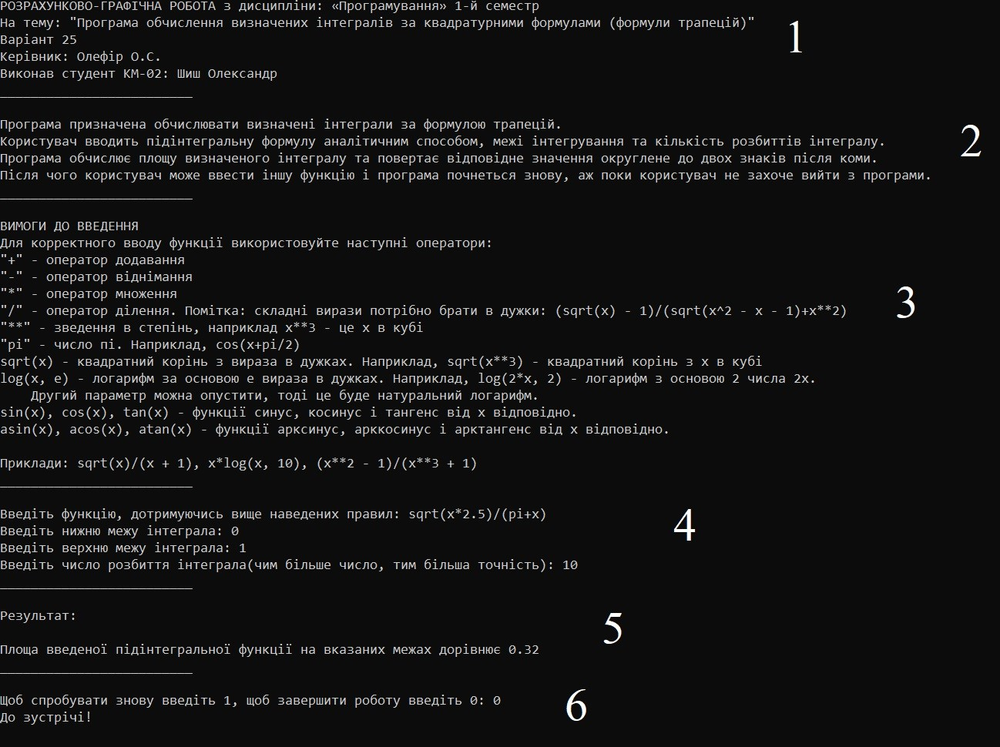 РОЗРАХУНКОВО-ГРАФІЧНА РОБОТА з дисципліни: «Програмування» 1-й семестр
На тему: "Програма обчислення визначених інтегралів за квадратурними формулами (формули трапецій)"
1
Варіант 25
Керівник: Олефір О.С.
Виконав студент КМ-02: Шиш Олександр
_________________________
Програма призначена обчислювати визначені інтеграли за формулою трапецій.
Користувач вводить підінтегральну формулу аналітичним способом, межі інтегрування та кількість розбиттів інтегралу.
2
Програма обчислює площу визначеного інтегралу та повертає відповідне значення округлене до двох знаків після коми.
Після чого користувач може ввести іншу функцію і програма почнеться знову, аж поки користувач не захоче вийти з програми.
_________________________
ВИМОГИ ДО ВВЕДЕННЯ
Для корректного вводу функції використовуйте наступні оператори:
"+" - оператор додавання
"-" - оператор віднімання
"*" - оператор множення
"/" - оператор ділення. Помітка: складні вирази потрібно брати в дужки: (sqrt(x) - 1)/(sqrt(x^2 - x - 1)+x**2)
3
"**" - зведення в степінь, наприклад x**3 - це x в кубі
"pi" - число пі. Наприклад, cos(x+pi/2)
sqrt(x) - квадратний корінь з вираза в дужках. Наприклад, sqrt(x**3) - квадратний корінь з x в кубі
log(x, e) - логарифм за основою e вираза в дужках. Наприклад, log(2*x, 2) - логарифм з основою 2 числа 2x.
Другий параметр можна опустити, тоді це буде натуральний логарифм.
sin(x), cos(x), tan(x) - функції синус, косинус і тангенс від x відповідно.
asin(x), acos(x), atan(x) - функції арксинус, арккосинус і арктангенс від x відповідно.
Приклади: sqrt(x)/(x + 1), x*log(x, 10), (x**2 - 1)/(x**3 + 1)
_________________________
Введіть функцію, дотримуючись вище наведених правил: sqrt(x*2.5)/(pi+x)
4
Введіть нижню межу інтеграла: 0
Введіть верхню межу інтеграла: 1
Введіть число розбиття інтеграла(чим більше число, тим більша точність): 10
_________________________
Результат:
5
Площа введеної підінтегральної функції на вказаних межах дорівнює 0.32
_________________________
Щоб спробувати знову введіть 1, щоб завершити роботу введіть 0: 0
6
До зустрічі!